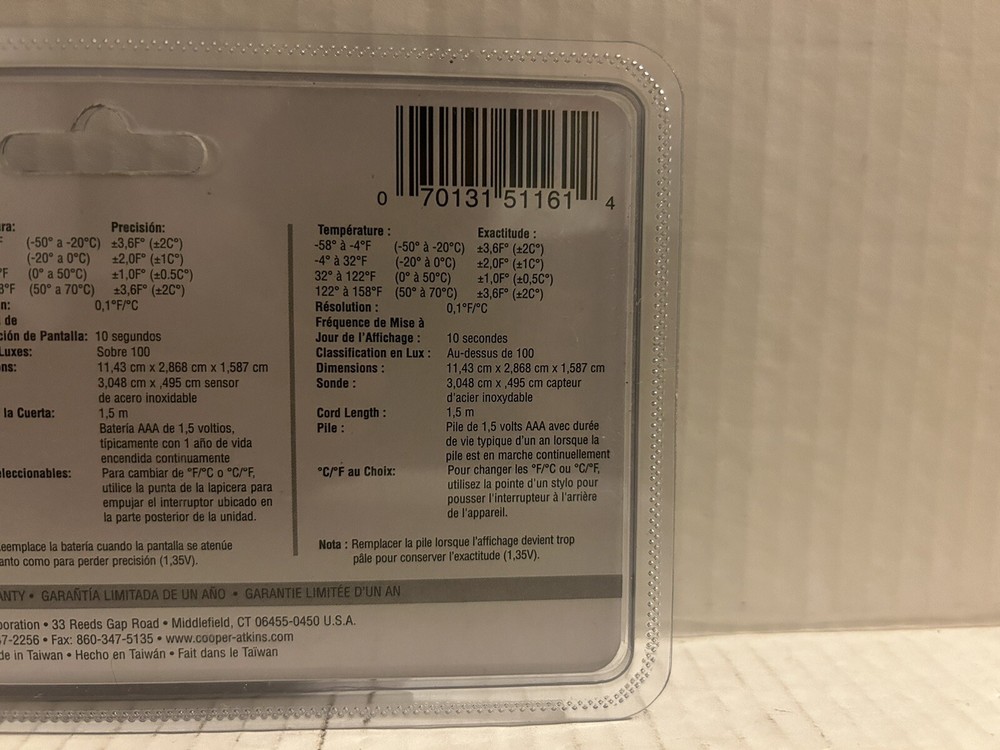 0 70131 51161 4
ra: Precisión:
F (-50° a -20°C) ±3,6F° (±2C°)
(-20° a 0°C) ±2,0F° (±1C°)
°F (0° a 50°C) ±1,0F° (±0.5C°)
8°F (50° a 70°C) ±3,6F° (±2C°)
n: 0,1°F/°C
de
ción de Pantalla: 10 segundos
Luxes: Sobre 100
ns: 11,43 cm x 2,868 cm x 1,587 cm
3,048 cm x ,495 cm sensor
de acero inoxidable
la Cuerta: 1,5 m
Batería AAA de 1,5 voltios,
típicamente con 1 año de vida
encendida continuamente
eleccionables: Para cambiar de °F/°C o °C/°F,
utilice la punta de la lapicera para
empujar el interruptor ubicado en
la parte posterior de la unidad.
eemplace la batería cuando la pantalla se atenúe
anto como para perder precisión (1,35V).
Température : Exactitude :
-58° à -4°F (-50° à -20°C) ±3,6F° (±2C°)
-4° à 32°F (-20° à 0°C) ±2,0F° (±1C°)
32° à 122°F (0° à 50°C) ±1,0F° (±0,5C°)
122° à 158°F (50° à 70°C) ±3,6F° (±2C°)
Résolution : 0,1°F/°C
Fréquence de Mise à
Jour de l'Affichage : 10 secondes
Classification en Lux : Au-dessus de 100
Dimensions : 11,43 cm x 2,868 cm x 1,587 cm
Sonde : 3,048 cm x ,495 cm capteur
d'acier inoxydable
Cord Length : 1,5 m
Pile : Pile de 1,5 volts AAA avec durée
de vie typique d'un an lorsque la
pile est en marche continuellement
°C/°F au Choix: Pour changer les °F/°C ou °C/°F,
utilisez la pointe d'un stylo pour
pousser l'interrupteur à l'arrière
de l'appareil.
Nota : Remplacer la pile lorsque l'affichage devient trop
pâle pour conserver l'exactitude (1,35V).
ANTY • GARAÑTÍA LIMITADA DE UN AÑO • GARANTIE LIMITÉE D'UN AN
poration • 33 Reeds Gap Road • Middlefield, CT 06455-0450 U.S.A.
47-2256 • Fax: 860-347-5135 • www.cooper-atkins.com
de in Taiwan • Hecho en Taiwán • Fait dans le Taïwan